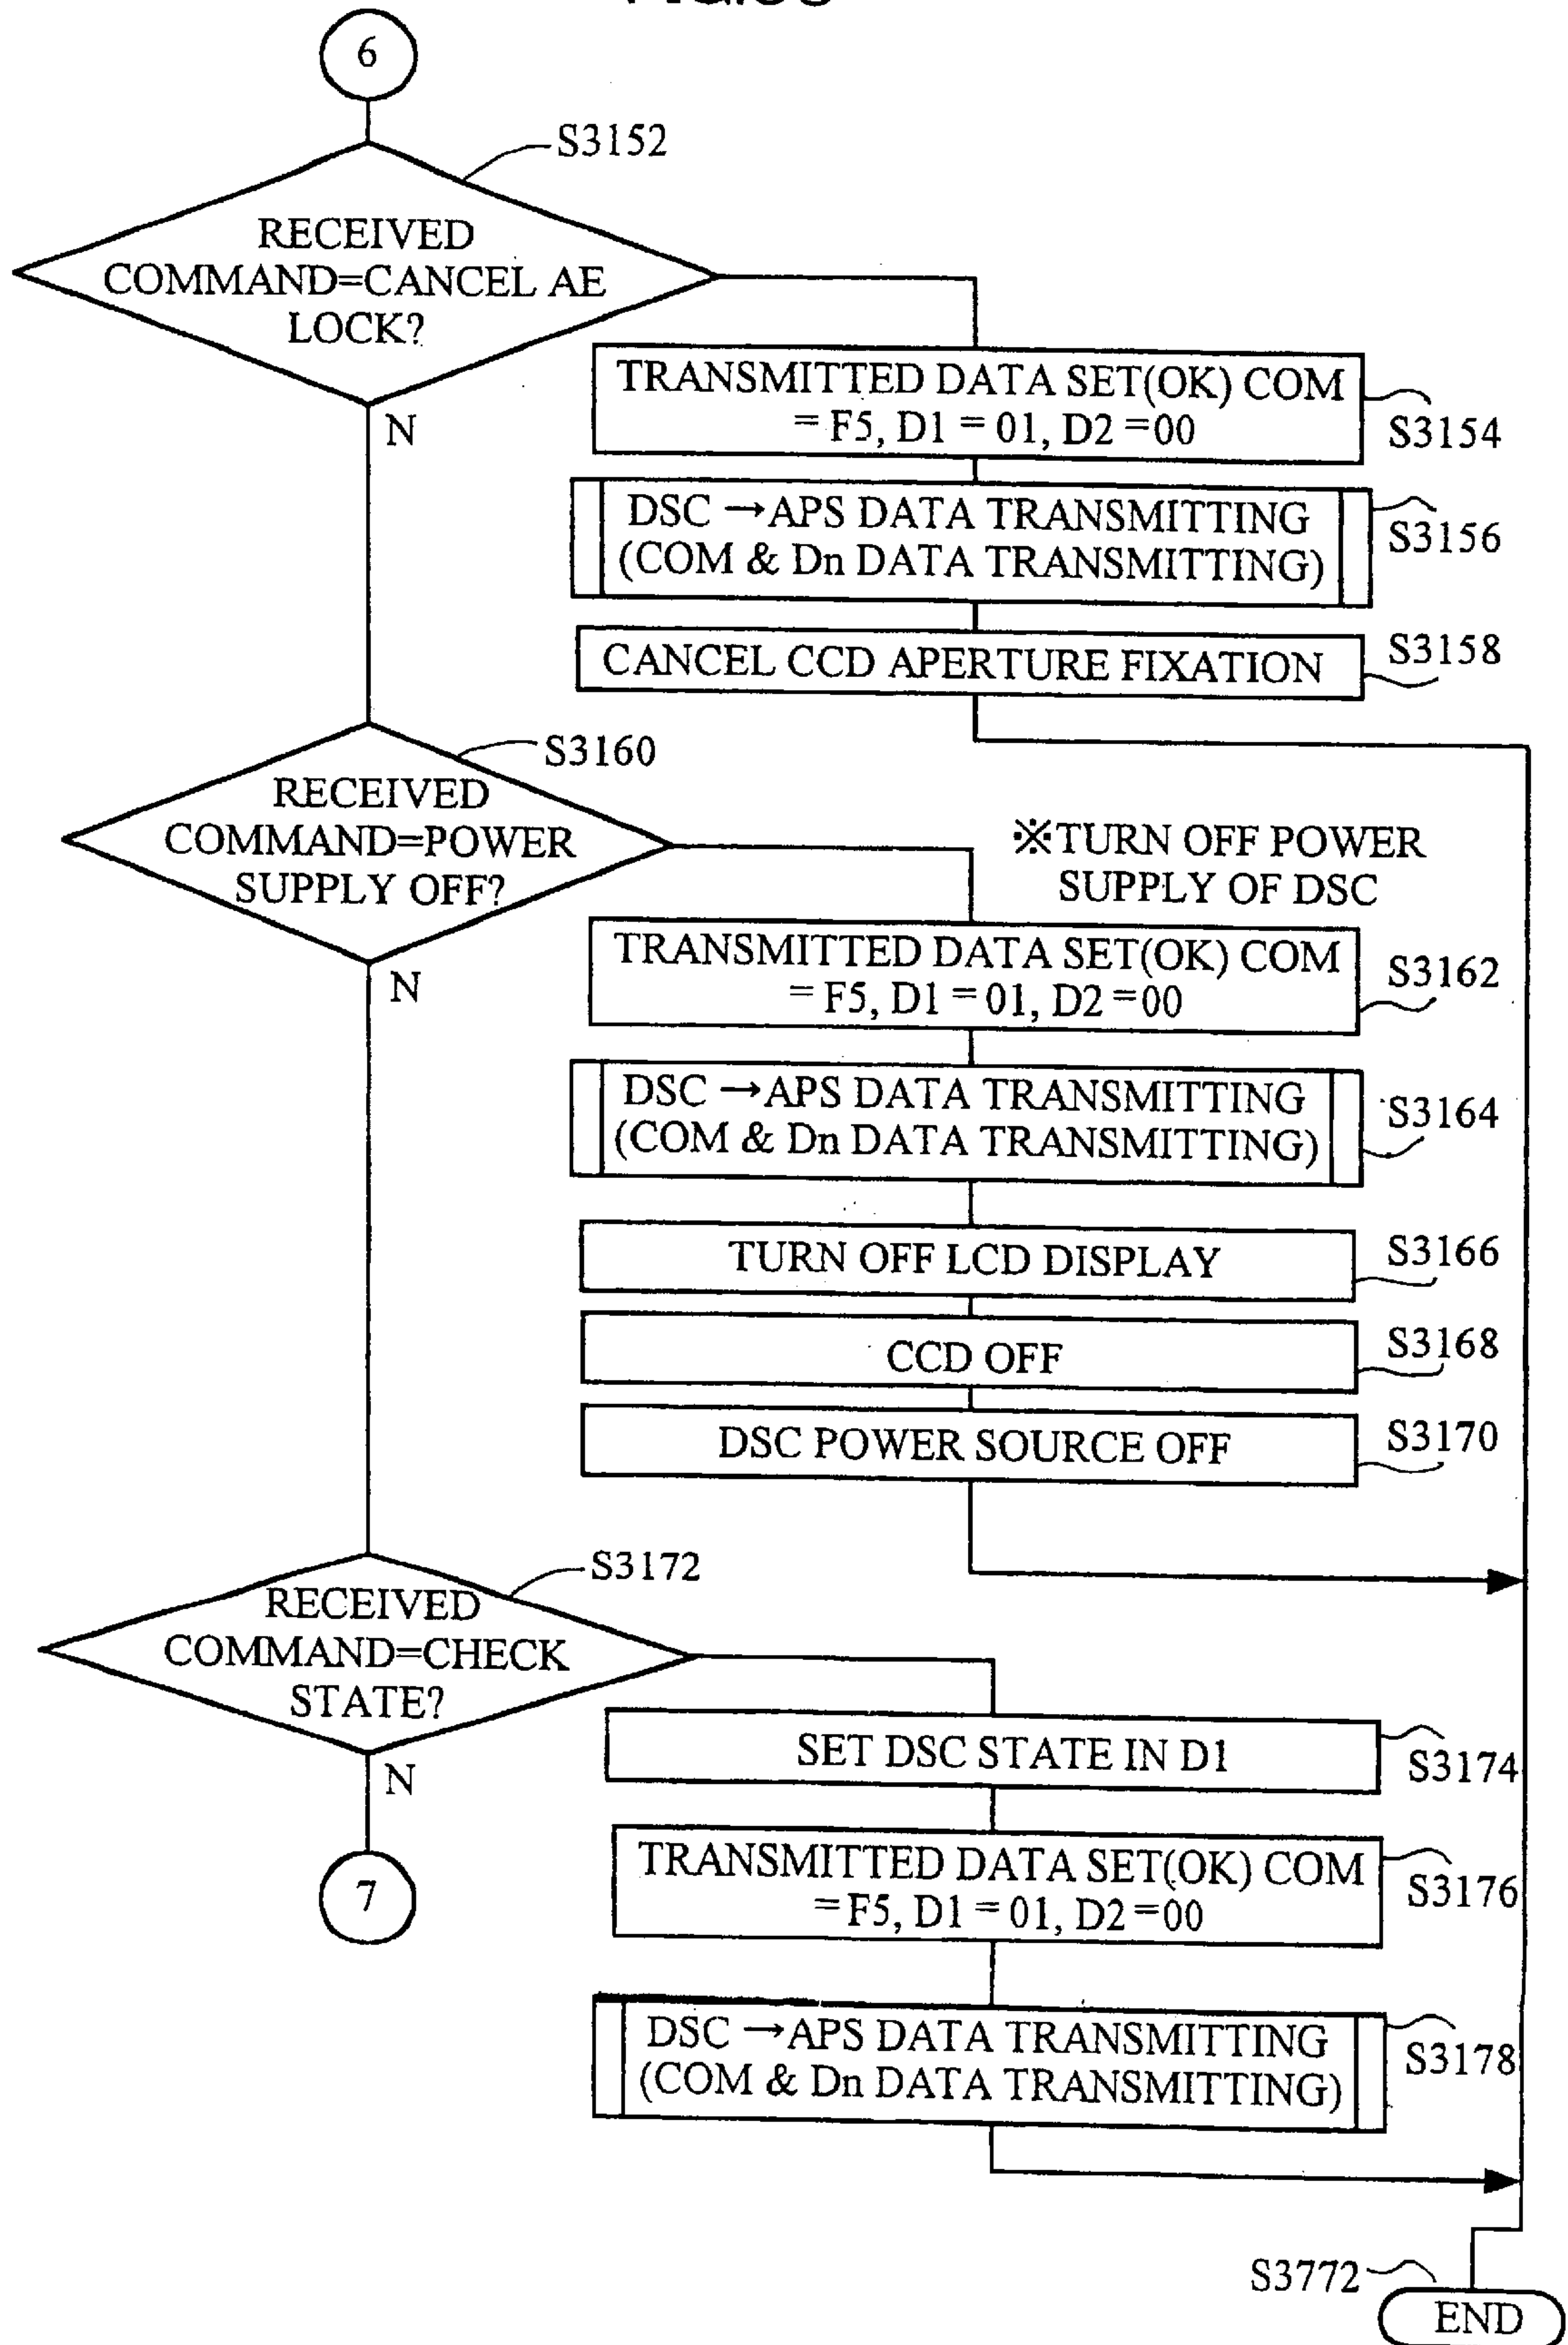 6
S3152
RECEIVED
COMMAND=CANCEL AE
LOCK?
N
TRANSMITTED DATA SET(OK) COM
=F5, D1=01, D2=00
S3154
DSC→APS DATA TRANSMITTING
(COM & Dn DATA TRANSMITTING)
S3156
CANCEL CCD APERTURE FIXATION
S3158
S3160
RECEIVED
COMMAND=POWER
SUPPLY OFF?
N
※TURN OFF POWER
SUPPLY OF DSC
TRANSMITTED DATA SET(OK) COM
=F5, D1=01, D2=00
S3162
DSC→APS DATA TRANSMITTING
(COM & Dn DATA TRANSMITTING)
S3164
TURN OFF LCD DISPLAY
S3166
CCD OFF
S3168
DSC POWER SOURCE OFF
S3170
S3172
RECEIVED
COMMAND=CHECK
STATE?
N
7
SET DSC STATE IN D1
S3174
TRANSMITTED DATA SET(OK) COM
=F5, D1=01, D2=00
S3176
DSC→APS DATA TRANSMITTING
(COM & Dn DATA TRANSMITTING)
S3178
S3772
END